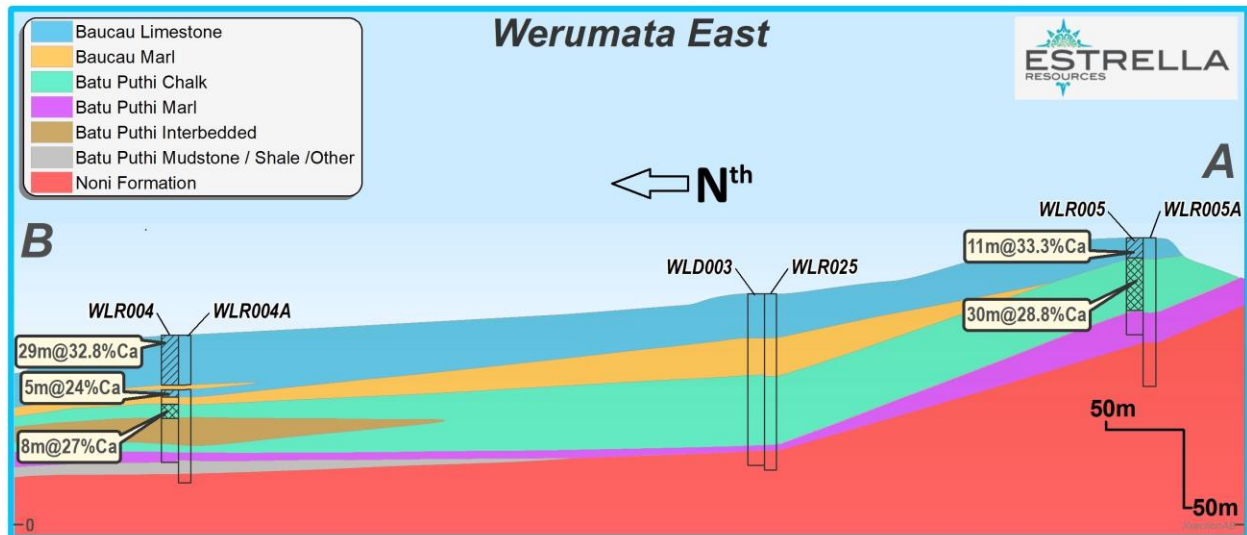 Baucau Limestone
Baucau Marl
Batu Puthi Chalk
Batu Puthi Marl
Batu Puthi Interbedded
Batu Puthi Mudstone / Shale /Other
Noni Formation
Werumata East
ESTRELLA
RESOURCES
Nth
A
B
WLR005
WLR005A
11m@33.3%Ca
30m@28.8%Ca
WLD003
WLR025
WLR004
WLR004A
29m@32.8%Ca
5m@24%Ca
8m@27%Ca
50m
50m
0